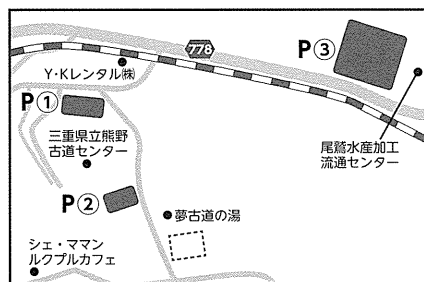 778
P③
Y・Kレンタル㈱
P①
三重県立熊野
古道センター
尾鷲水産加工
流通センター
P②
夢古道の湯
シェ・ママン
ルクプルカフェ